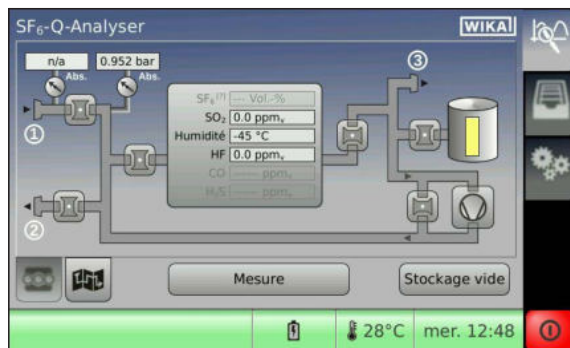 SF₆-Q-Analyser
WIKA
n/a 0.952 bar
Abs. Abs.
③
SF₆ (?) --- Vol.-%
① SO₂ 0.0 ppmᵥ
Humidité -45 °C
HF 0.0 ppmᵥ
CO ----- ppmᵥ
H₂S ----- ppmᵥ
②
Mesure Stockage vide
28°C mer. 12:48